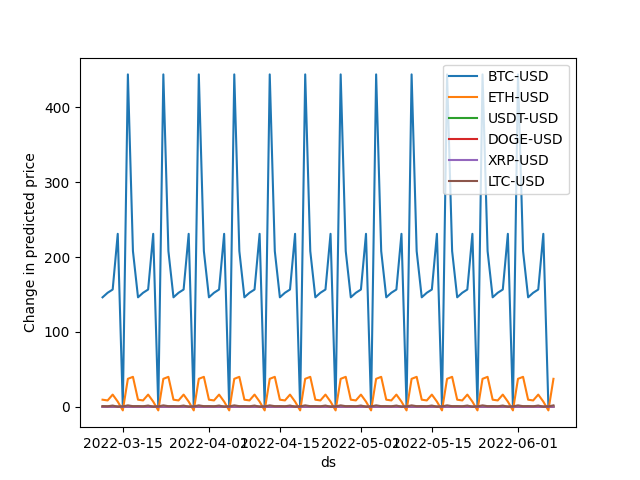 Change in predicted price
400
300
200
100
0
BTC-USD
ETH-USD
USDT-USD
DOGE-USD
XRP-USD
LTC-USD
2022-03-15 2022-04-01 2022-04-15 2022-05-01 2022-05-15 2022-06-01
ds